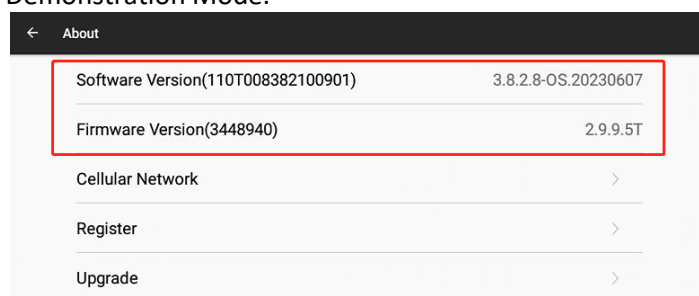 Demonstration Mode.
About
Software Version(110T008382100901) 3.8.2.8-OS.20230607
Firmware Version(3448940) 2.9.9.5T
Cellular Network
Register
Upgrade